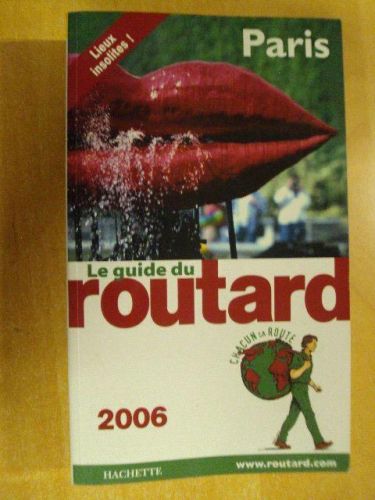 Lieux
insolites !
Paris
Le guide du
routard
CHACUN SA ROUTE
2006
HACHETTE
www.routard.com